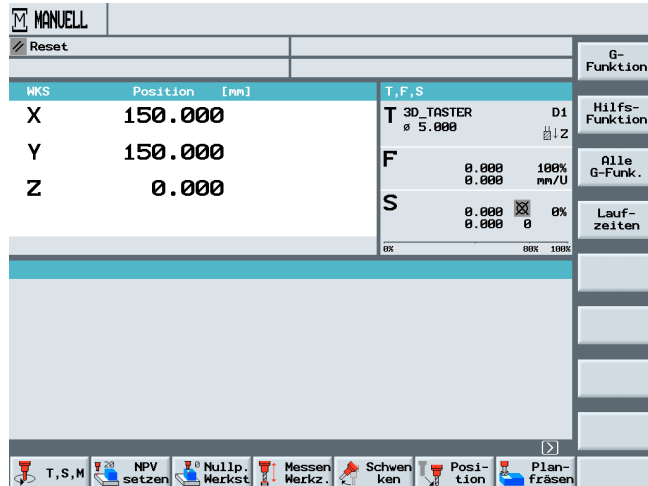 M MANUELL
Reset
G-
Funktion
WKS Position [mm]
T,F,S
X 150.000
T 3D_TASTER D1
ø 5.000
Z
Hilfs-
Funktion
Y 150.000
F 0.000 100%
0.000 mm/U
Alle
G-Funk.
Z 0.000
S 0.000 0%
0.000 0
Lauf-
zeiten
0% 80% 100%
T,S,M
20 NPV
setzen
0 Nullp.
Werkst
Messen
Werkz.
Schwen
ken
Posi-
tion
Plan-
fräsen